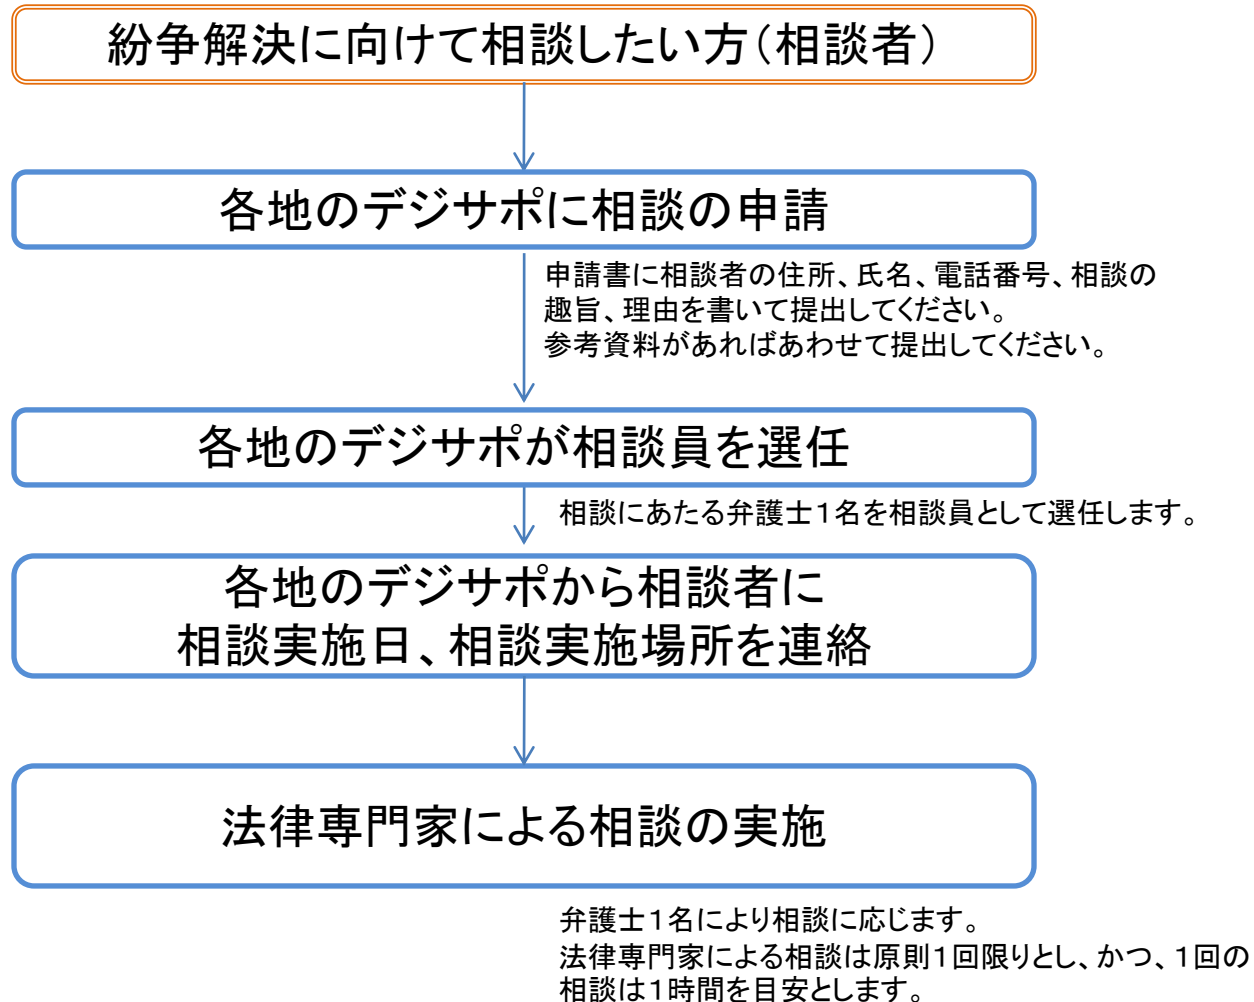 紛争解決に向けて相談したい方（相談者）
各地のデジサポに相談の申請
申請書に相談者の住所、氏名、電話番号、相談の
趣旨、理由を書いて提出してください。
参考資料があればあわせて提出してください。
各地のデジサポが相談員を選任
相談にあたる弁護士１名を相談員として選任します。
各地のデジサポから相談者に
相談実施日、相談実施場所を連絡
法律専門家による相談の実施
弁護士１名により相談に応じます。
法律専門家による相談は原則１回限りとし、かつ、１回の
相談は１時間を目安とします。